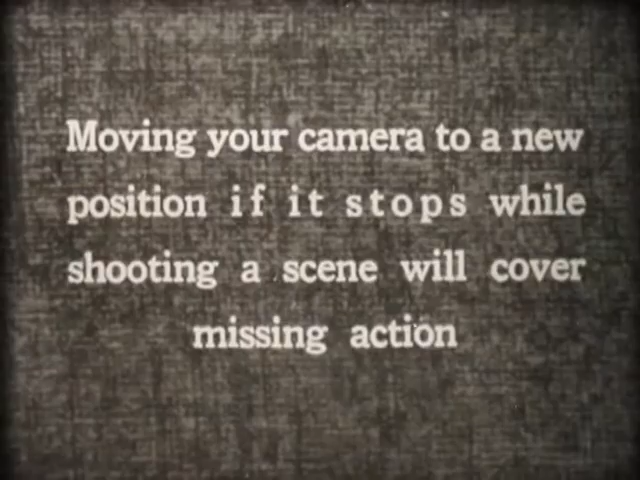 Moving your camera to a new
position if it stops while
shooting a scene will cover
missing action